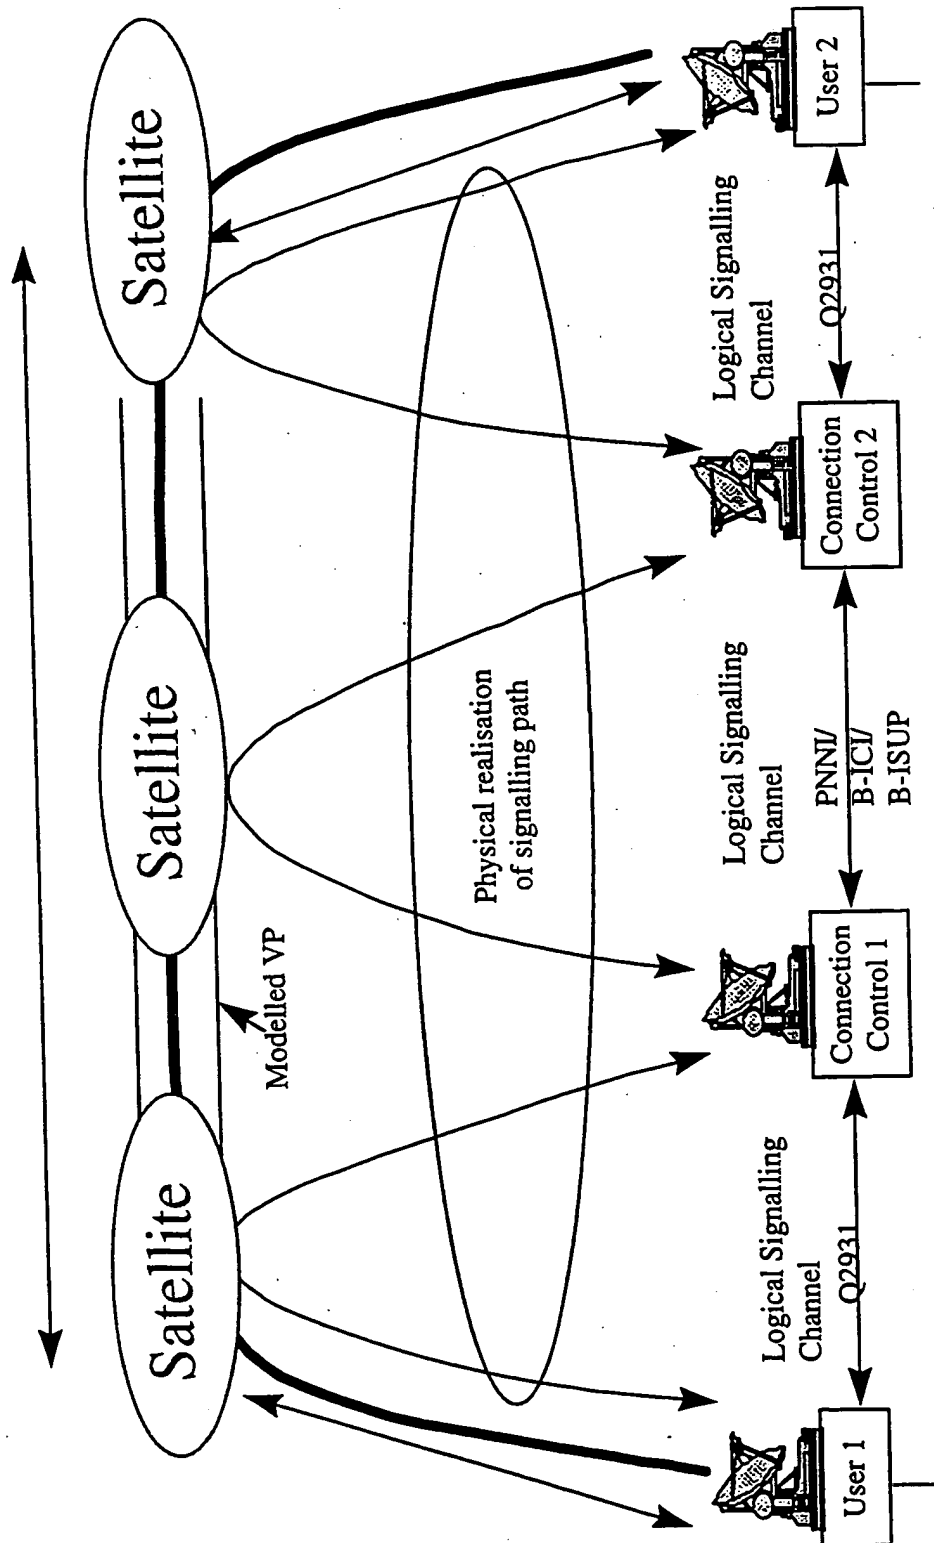 Satellite
Satellite
Satellite
Modelled VP
Physical realisation
of signalling path
Logical Signalling
Channel
Logical Signalling
Channel
Logical Signalling
Channel
Q2931
PNNI/
B-ICI/
B-ISUP
Q2931
User 1
Connection
Control 1
Connection
Control 2
User 2